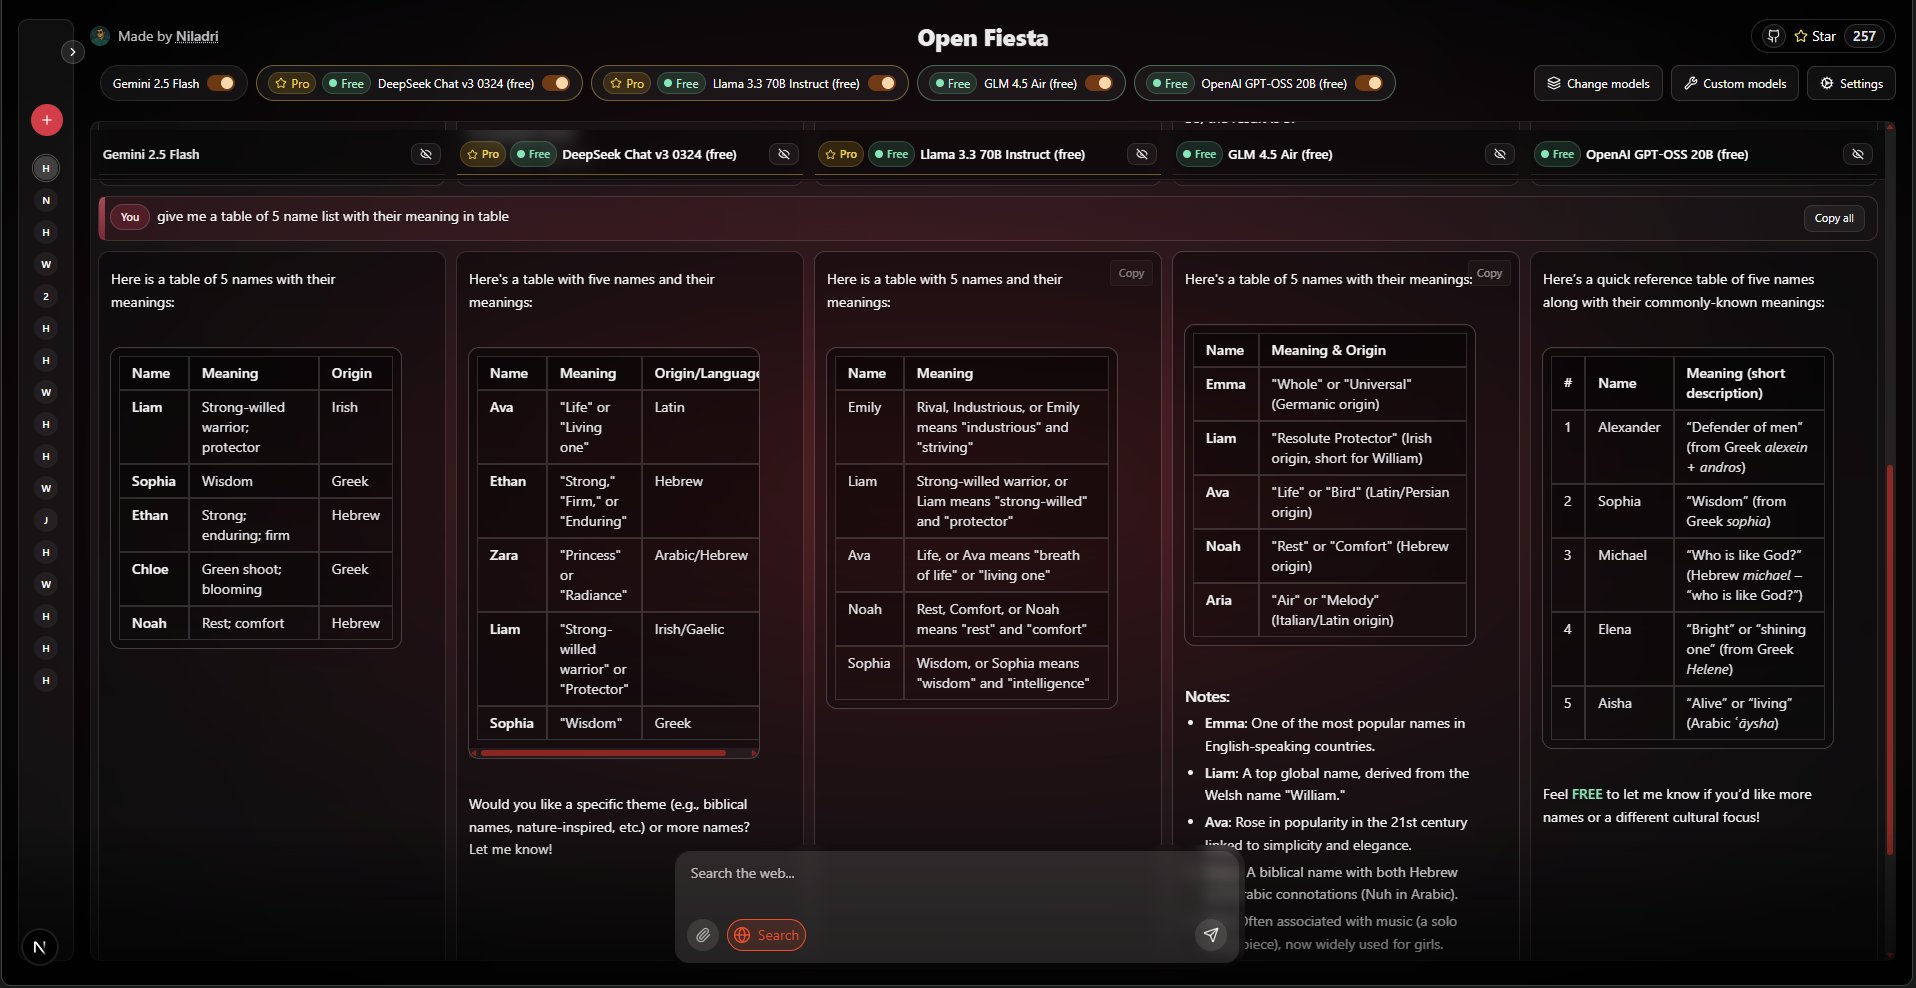 Made by Niladri
Open Fiesta
Star 257
Gemini 2.5 Flash
Pro Free DeepSeek Chat v3 0324 (free)
Pro Free Llama 3.3 70B Instruct (free)
Free GLM 4.5 Air (free)
Free OpenAI GPT-OSS 20B (free)
Change models
Custom models
Settings
H
N
H
W
2
H
H
W
H
H
W
J
H
W
H
H
H
N
Gemini 2.5 Flash
Pro Free DeepSeek Chat v3 0324 (free)
Pro Free Llama 3.3 70B Instruct (free)
Free GLM 4.5 Air (free)
Free OpenAI GPT-OSS 20B (free)
You give me a table of 5 name list with their meaning in table
Copy all
Here is a table of 5 names with their
meanings:
Name Meaning Origin
Liam Strong-willed Irish
warrior;
protector
Sophia Wisdom Greek
Ethan Strong; Hebrew
enduring; firm
Chloe Green shoot; Greek
blooming
Noah Rest; comfort Hebrew
Here's a table with five names and their
meanings:
Name Meaning Origin/Language
Ava "Life" or Latin
"Living
one"
Ethan "Strong," Hebrew
"Firm," or
"Enduring"
Zara "Princess" Arabic/Hebrew
or
"Radiance"
Liam "Strong- Irish/Gaelic
willed
warrior" or
"Protector"
Sophia "Wisdom" Greek
Would you like a specific theme (e.g., biblical
names, nature-inspired, etc.) or more names?
Let me know!
Here is a table with 5 names and their
meanings:
Copy
Name Meaning
Emily Rival, Industrious, or Emily
means "industrious" and
"striving"
Liam Strong-willed warrior, or
Liam means "strong-willed"
and "protector"
Ava Life, or Ava means "breath
of life" or "living one"
Noah Rest, Comfort, or Noah
means "rest" and "comfort"
Sophia Wisdom, or Sophia means
"wisdom" and "intelligence"
Here's a table of 5 names with their meanings:
Copy
Name Meaning & Origin
Emma "Whole" or "Universal"
(Germanic origin)
Liam "Resolute Protector" (Irish
origin, short for William)
Ava "Life" or "Bird" (Latin/Persian
origin)
Noah "Rest" or "Comfort" (Hebrew
origin)
Aria "Air" or "Melody"
(Italian/Latin origin)
Notes:
• Emma: One of the most popular names in
English-speaking countries.
• Liam: A top global name, derived from the
Welsh name "William."
• Ava: Rose in popularity in the 21st century
linked to simplicity and elegance.
A biblical name with both Hebrew
connotations (Nuh in Arabic).
Often associated with music (a solo
now widely used for girls.
Here's a quick reference table of five names
along with their commonly-known meanings:
# Name Meaning (short
description)
1 Alexander “Defender of men”
(from Greek alexein
+ andros)
2 Sophia “Wisdom” (from
Greek sophia)
3 Michael “Who is like God?”
(Hebrew michael –
“who is like God?”)
4 Elena “Bright” or “shining
one” (from Greek
Helene)
5 Aisha “Alive” or “living”
(Arabic ʿāysha)
Feel FREE to let me know if you’d like more
names or a different cultural focus!
Search the web...
Search